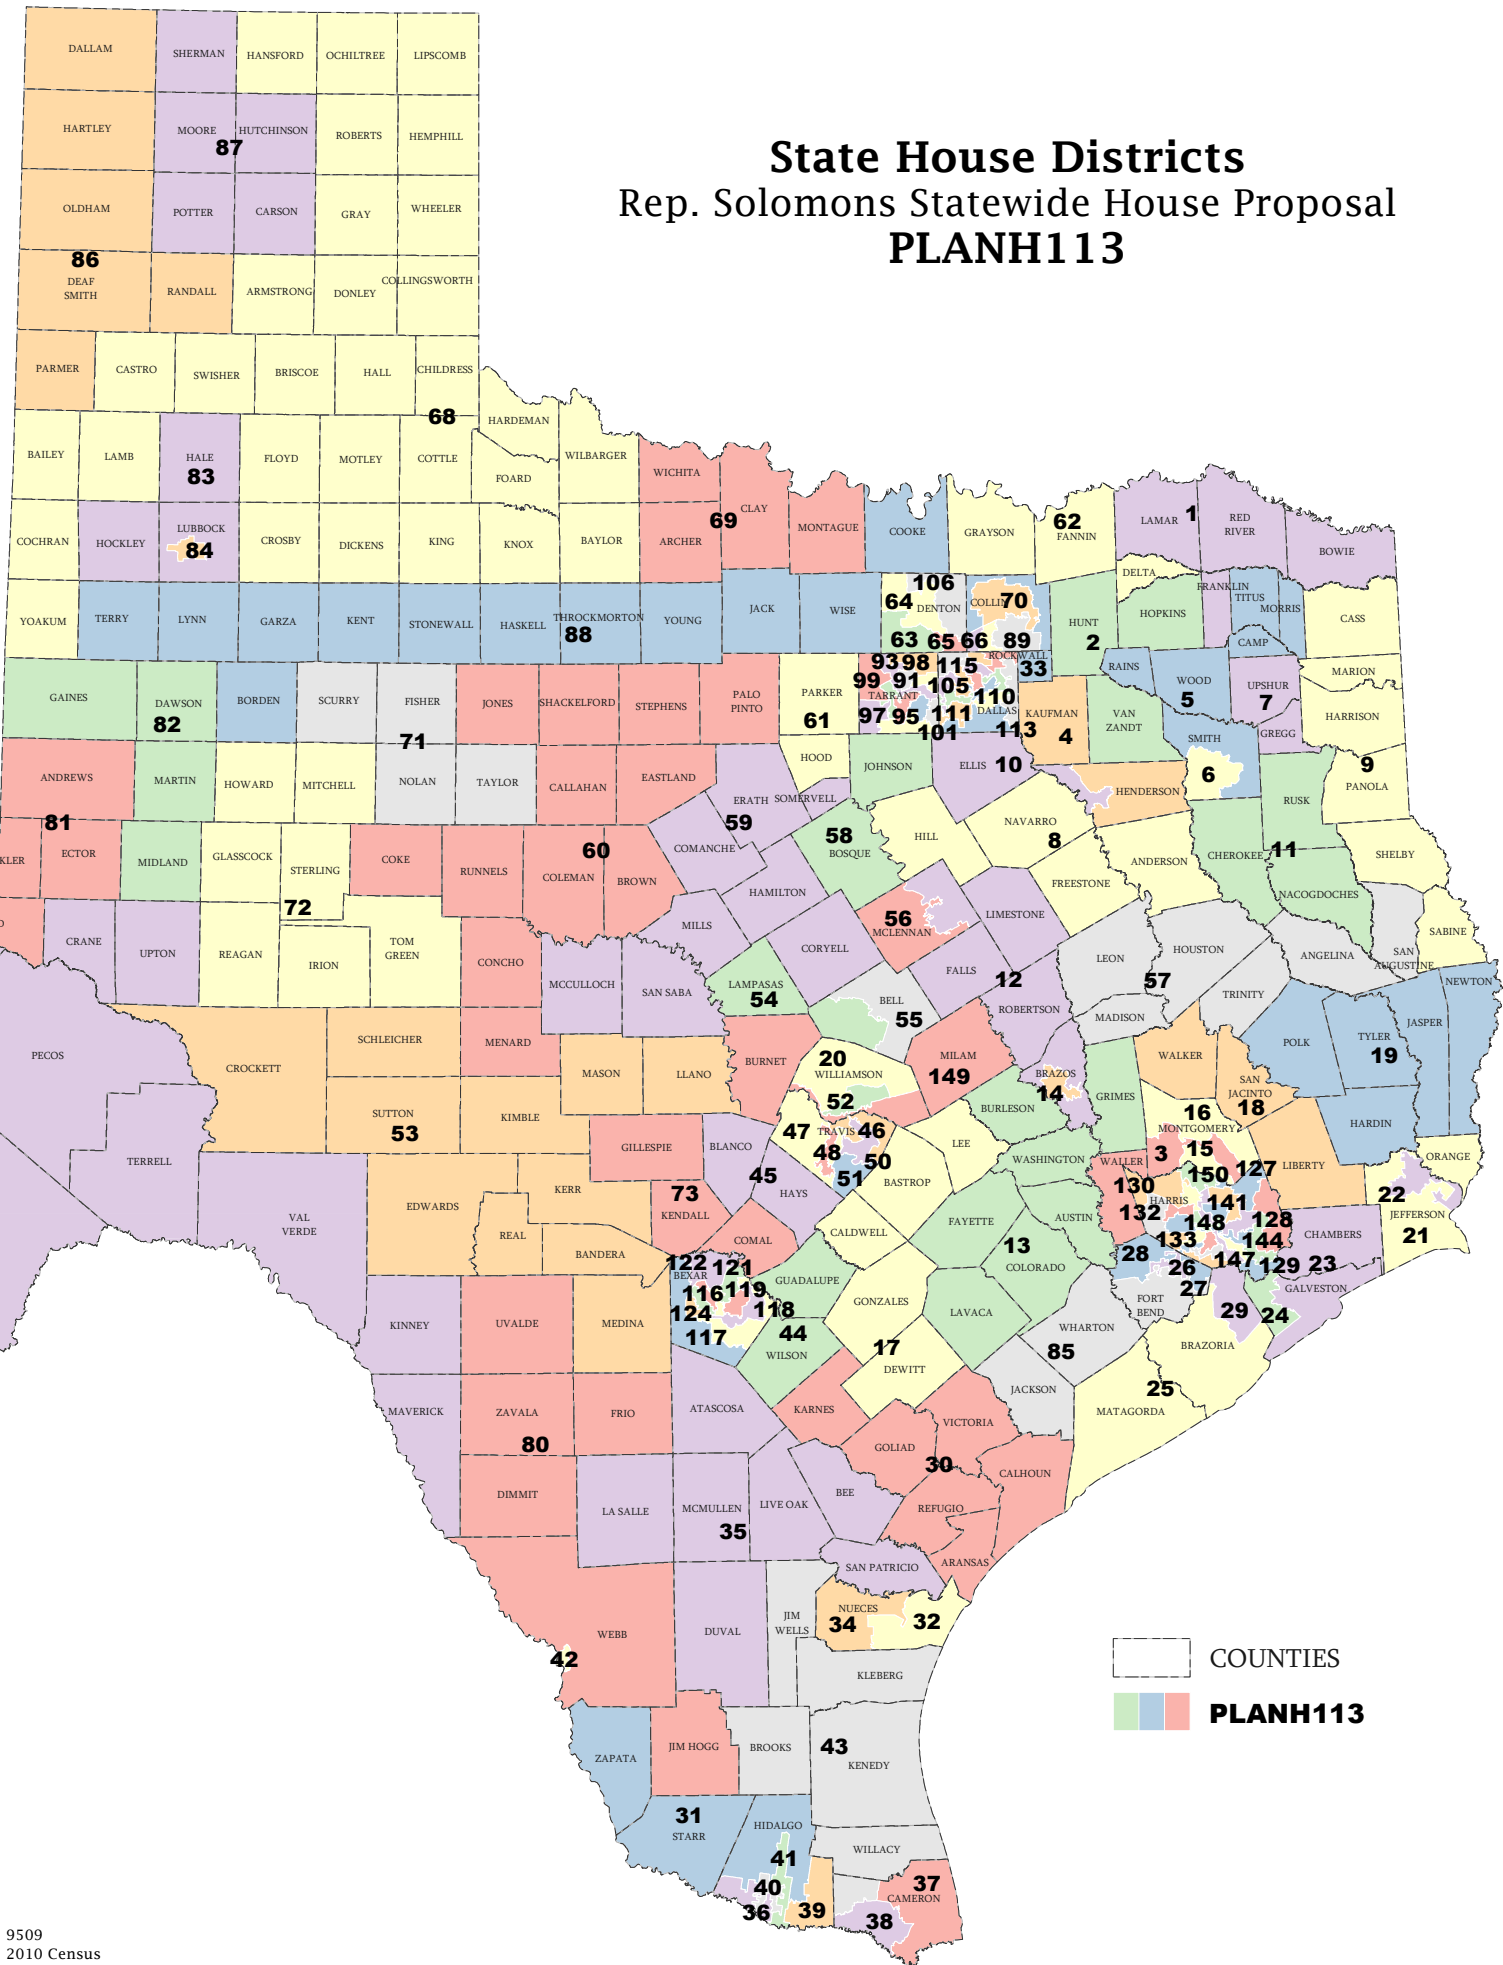 State House Districts
Rep. Solomons Statewide House Proposal
PLANH113
DALLAM
SHERMAN
HANSFORD
OCHILTREE
LIPSCOMB
HARTLEY
MOORE
HUTCHINSON
87
ROBERTS
HEMPHILL
OLDHAM
POTTER
CARSON
GRAY
WHEELER
86
DEAF
SMITH
RANDALL
ARMSTRONG
DONLEY
COLLINGSWORTH
PARMER
CASTRO
SWISHER
BRISCOE
HALL
CHILDRESS
68
HARDEMAN
BAILEY
LAMB
HALE
83
FLOYD
MOTLEY
COTTLE
FOARD
WILBARGER
WICHITA
CLAY
69
MONTAGUE
COOKE
GRAYSON
62
FANNIN
LAMAR
1
RED
RIVER
BOWIE
COCHRAN
HOCKLEY
LUBBOCK
84
CROSBY
DICKENS
KING
KNOX
BAYLOR
ARCHER
YOAKUM
TERRY
LYNN
GARZA
KENT
STONEWALL
HASKELL
THROCKMORTON
88
YOUNG
JACK
WISE
106
64
DENTON
COLLIN
70
63
65
66
89
HUNT
2
DELTA
HOPKINS
FRANKLIN
TITUS
MORRIS
CASS
CAMP
ROCKWALL
33
RAINS
WOOD
5
UPSHUR
7
MARION
HARRISON
GAINES
DAWSON
82
BORDEN
SCURRY
FISHER
71
JONES
SHACKELFORD
STEPHENS
PALO
PINTO
PARKER
61
93
98
115
99
91
105
110
TARRANT
97
95
111
DALLAS
101
113
KAUFMAN
4
VAN
ZANDT
SMITH
6
GREGG
9
PANOLA
ANDREWS
81
MARTIN
HOWARD
MITCHELL
NOLAN
TAYLOR
CALLAHAN
EASTLAND
HOOD
JOHNSON
ELLIS
10
HENDERSON
RUSK
ERATH
SOMERVELL
59
KLER
ECTOR
MIDLAND
GLASSCOCK
STERLING
72
COKE
RUNNELS
COLEMAN
60
BROWN
COMANCHE
58
BOSQUE
HILL
NAVARRO
8
ANDERSON
CHEROKEE
11
SHELBY
HAMILTON
FREESTONE
NACOGDOCHES
CRANE
UPTON
REAGAN
IRION
TOM
GREEN
CONCHO
MILLS
CORYELL
56
MCLENNAN
LIMESTONE
LEON
HOUSTON
57
ANGELINA
SAN
AUGUSTINE
SABINE
MCCULLOCH
SAN SABA
LAMPASAS
54
BELL
55
FALLS
12
ROBERTSON
MADISON
TRINITY
NEWTON
PECOS
CROCKETT
SCHLEICHER
MENARD
MASON
LLANO
BURNET
20
WILLIAMSON
52
MILAM
149
BRAZOS
14
WALKER
POLK
TYLER
19
JASPER
SUTTON
53
KIMBLE
GILLESPIE
BLANCO
47
TRAVIS
46
48
50
51
BURLESON
GRIMES
SAN
JACINTO
18
16
MONTGOMERY
HARDIN
TERRELL
45
HAYS
LEE
BASTROP
WASHINGTON
WALLER
3
15
150
127
LIBERTY
ORANGE
VAL
VERDE
EDWARDS
REAL
KERR
BANDERA
73
KENDALL
COMAL
CALDWELL
FAYETTE
AUSTIN
130
HARRIS
141
132
148
128
133
144
22
JEFFERSON
21
CHAMBERS
13
COLORADO
28
26
147
129
23
122
121
BEXAR
116
119
124
118
117
GUADALUPE
GONZALES
LAVACA
FORT
BEND
27
29
24
GALVESTON
KINNEY
UVALDE
MEDINA
44
WILSON
17
DEWITT
WHARTON
85
BRAZORIA
MAVERICK
ZAVALA
80
FRIO
ATASCOSA
KARNES
VICTORIA
JACKSON
25
MATAGORDA
GOLIAD
30
CALHOUN
DIMMIT
LA SALLE
MCMULLEN
35
LIVE OAK
BEE
REFUGIO
SAN PATRICIO
ARANSAS
WEBB
42
DUVAL
JIM
WELLS
NUECES
34
32
COUNTIES
KLEBERG
PLANH113
ZAPATA
JIM HOGG
BROOKS
43
KENEDY
31
STARR
HIDALGO
41
WILLACY
40
37
CAMERON
36
39
38
9509
2010 Census